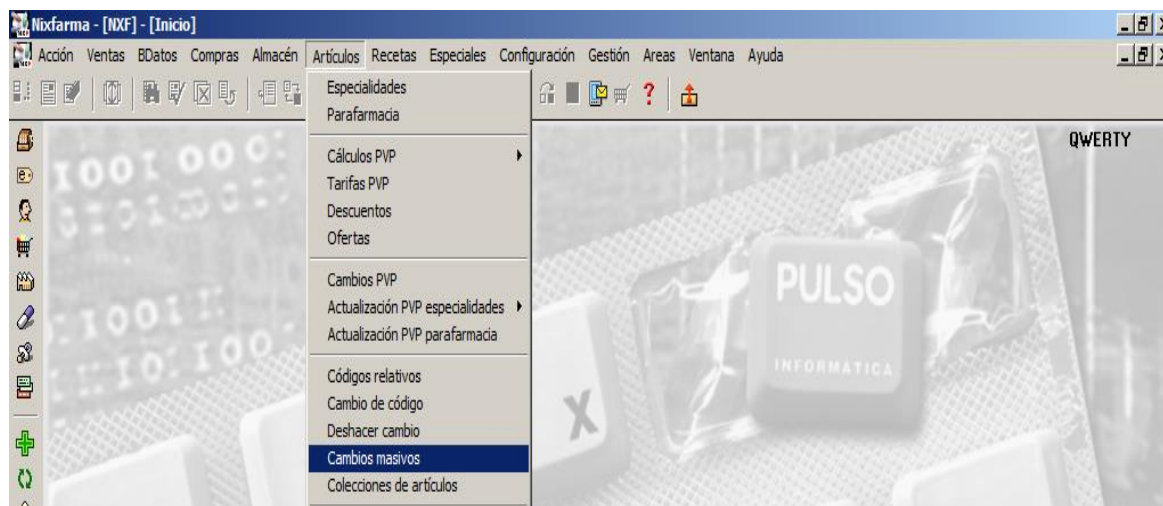 Nixfarma - [NXF] - [Inicio]
Acción Ventas BDatos Compras Almacén Artículos Recetas Especiales Configuración Gestión Areas Ventana Ayuda
Especialidades
Parafarmacia
Cálculos PVP
Tarifas PVP
Descuentos
Ofertas
Cambios PVP
Actualización PVP especialidades
Actualización PVP parafarmacia
Códigos relativos
Cambio de código
Deshacer cambio
Cambios masivos
Colecciones de artículos
QWERTY
PULSO
INFORMÁTICA
X